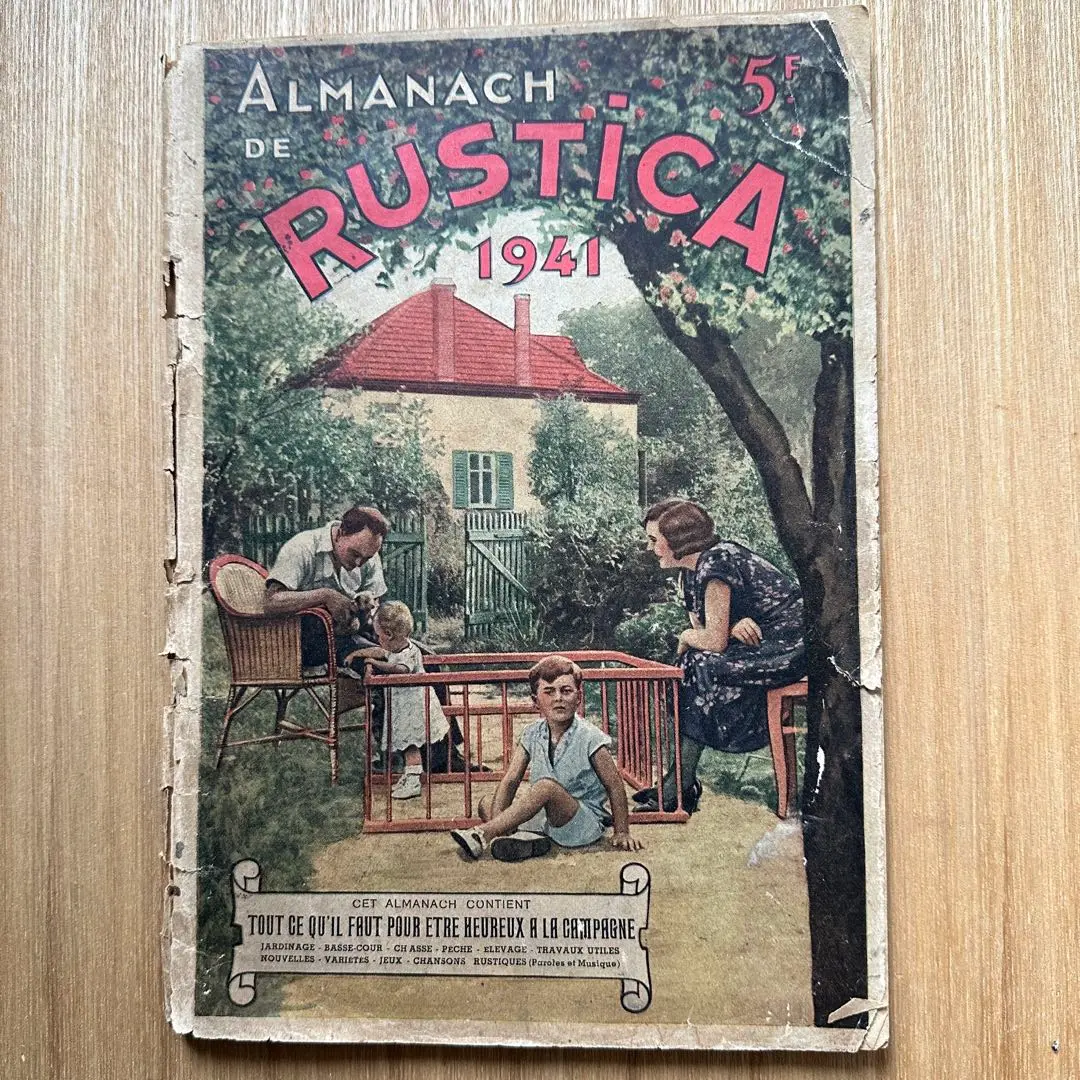 ALMANACH
5F.
DE
RUSTiCA
1941
CET ALMANACH CONTIENT
TOUT CE QU'IL FAUT POUR ETRE HEUREUX A LA CAMPAGNE
JARDINAGE - BASSE-COUR - CHASSE - PECHE - ELEVAGE - TRAVAUX UTILES
NOUVELLES - VARIETES - JEUX - CHANSONS RUSTIQUES (Paroles et Musique)